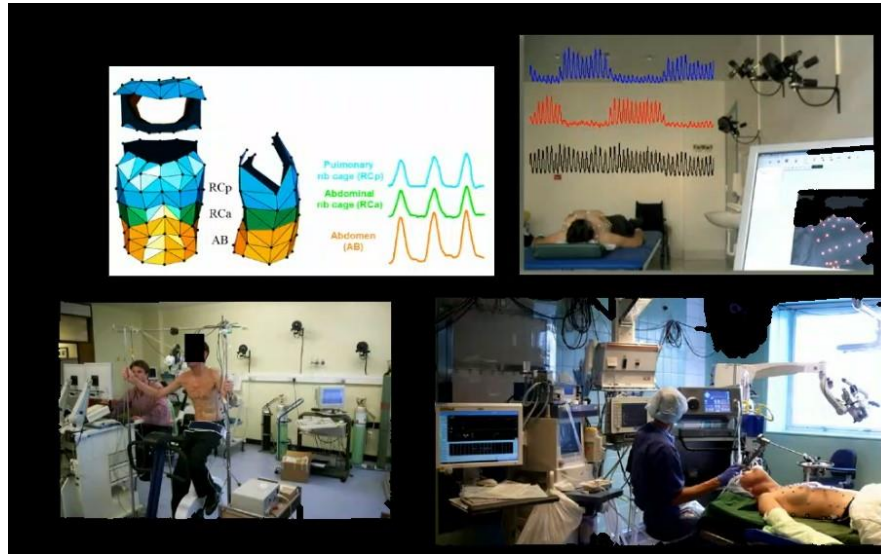 RCp
RCa
AB
Pulmonary
rib cage (RCp)
Abdominal
rib cage (RCa)
Abdomen
(AB)